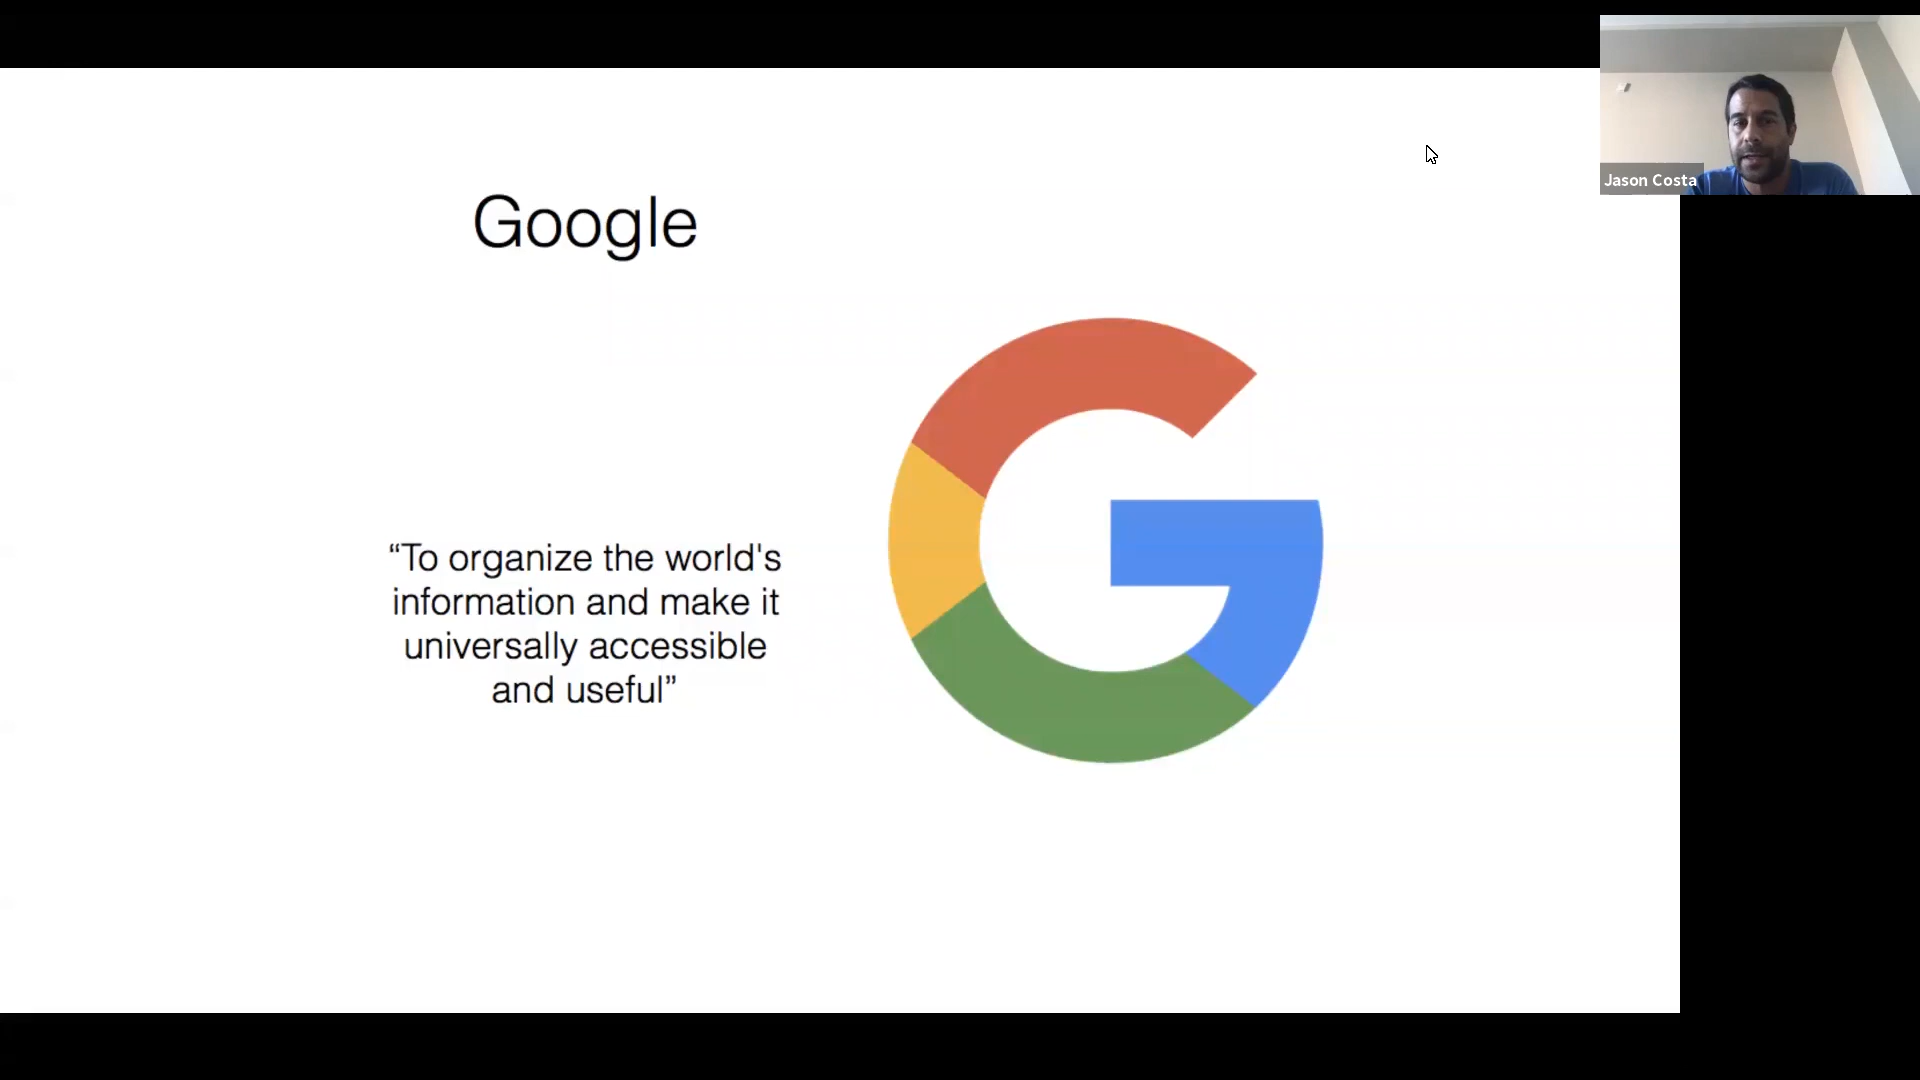 Jason Costa
Google
“To organize the world's
information and make it
universally accessible
and useful”